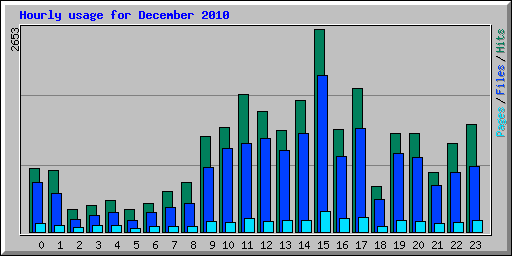 Hourly usage for December 2010
2653
Pages / Files / Hits
0 1 2 3 4 5 6 7 8 9 10 11 12 13 14 15 16 17 18 19 20 21 22 23